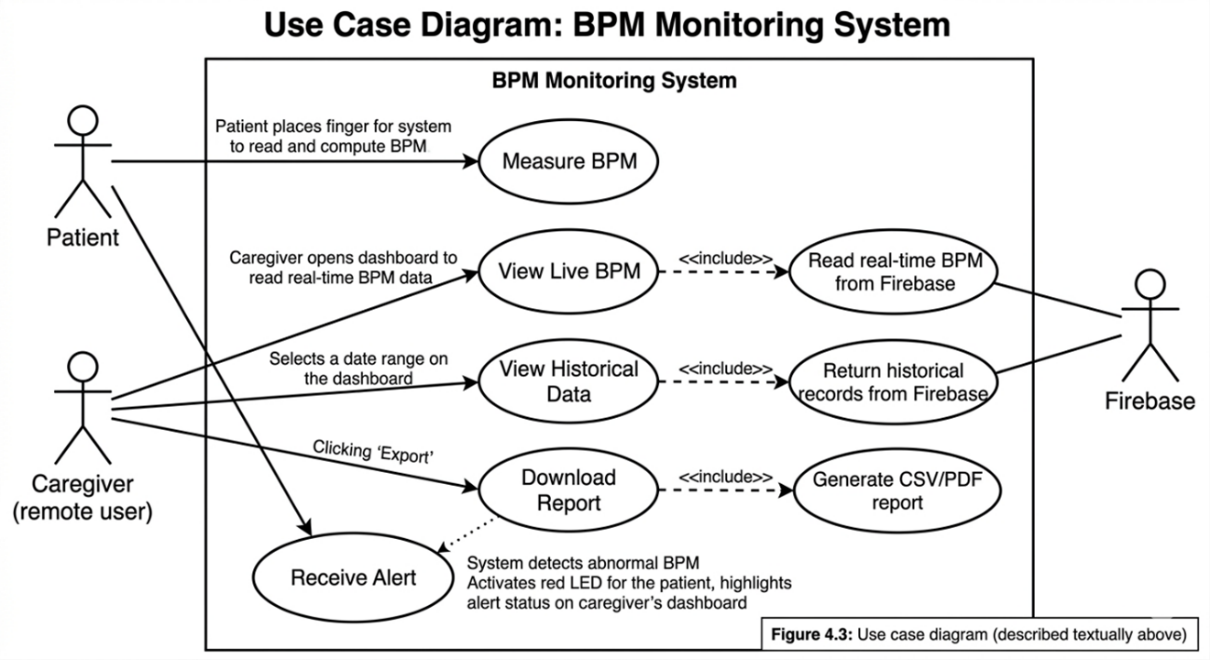 Use Case Diagram: BPM Monitoring System
BPM Monitoring System
Patient places finger for system
to read and compute BPM
Measure BPM
Patient
Caregiver opens dashboard to
read real-time BPM data
View Live BPM
<<include>>
Read real-time BPM
from Firebase
Selects a date range on
the dashboard
View Historical
Data
<<include>>
Return historical
records from Firebase
Firebase
Caregiver
(remote user)
Clicking ‘Export’
Download
Report
<<include>>
Generate CSV/PDF
report
Receive Alert
System detects abnormal BPM
Activates red LED for the patient, highlights
alert status on caregiver’s dashboard
Figure 4.3: Use case diagram (described textually above)